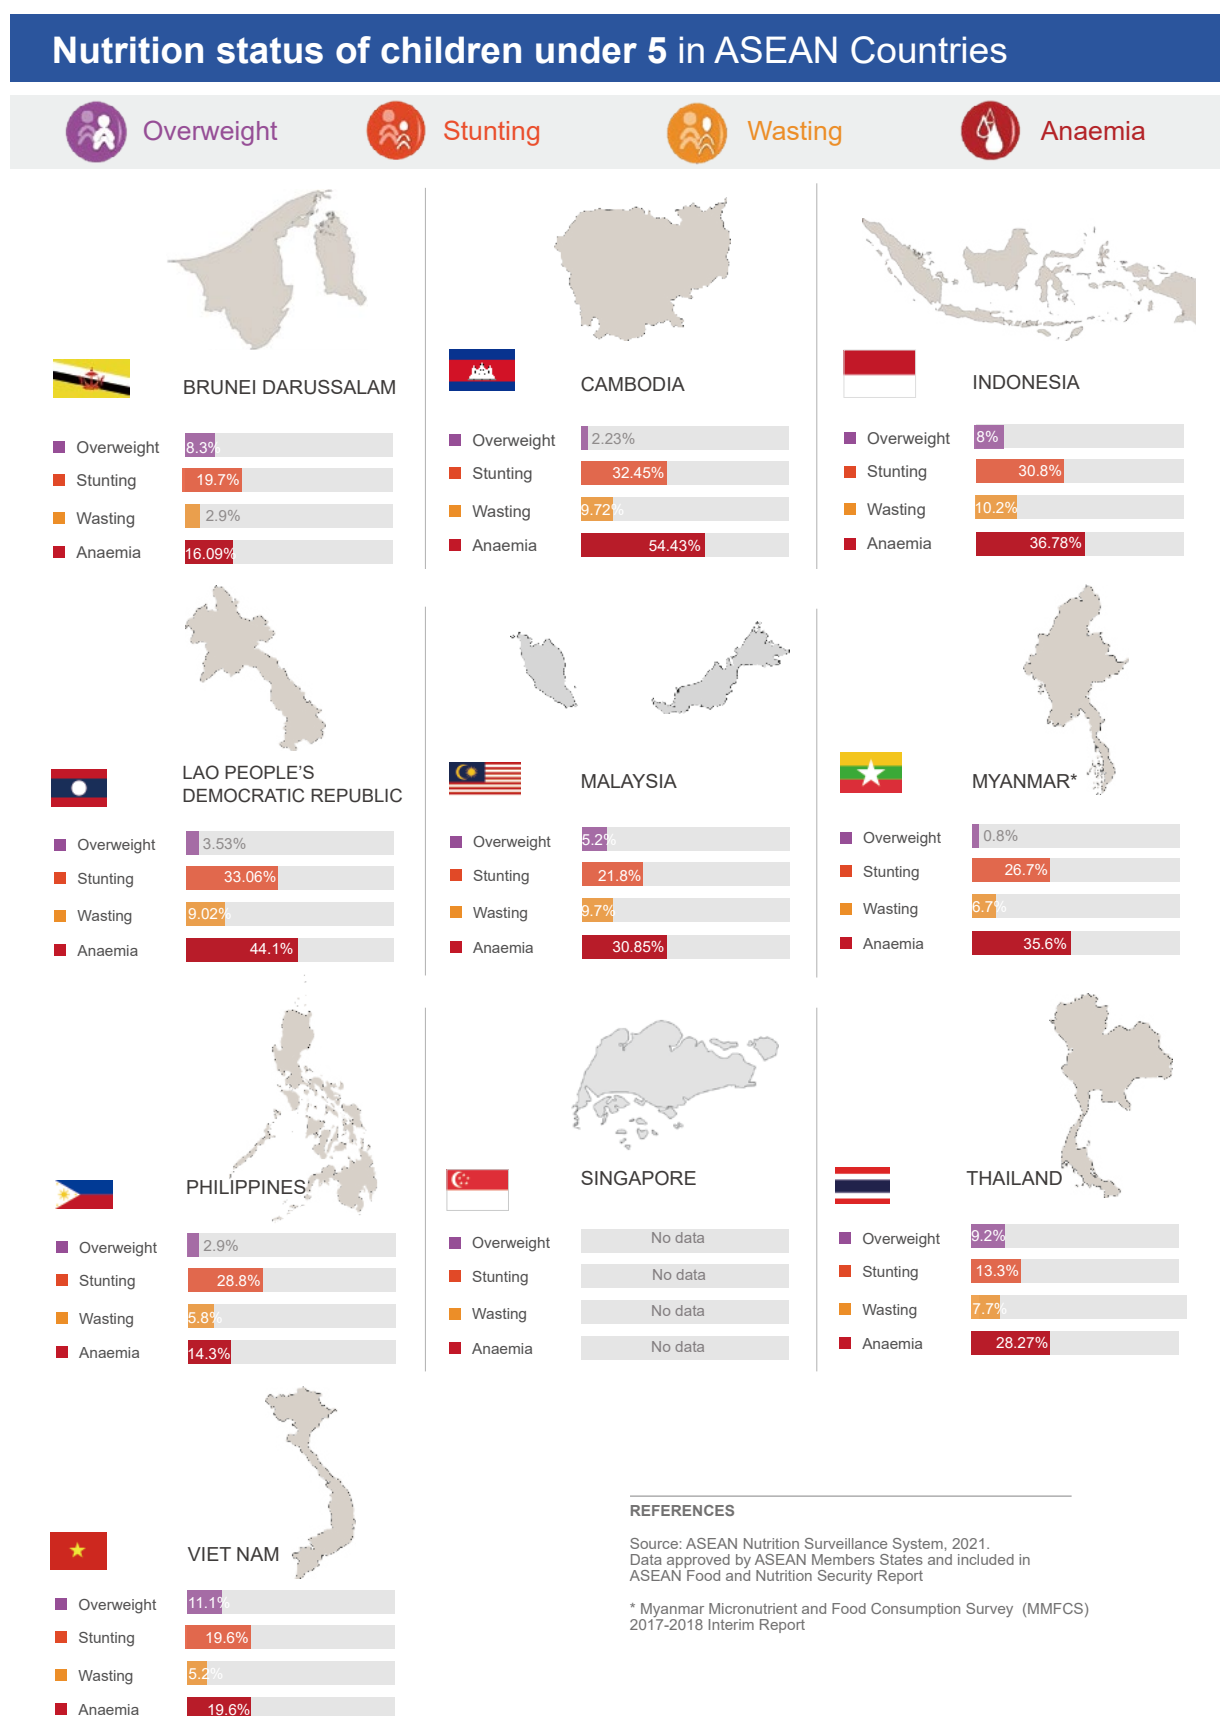 Nutrition status of children under 5 in ASEAN Countries
Overweight
Stunting
Wasting
Anaemia
BRUNEI DARUSSALAM
Overweight 8.3%
Stunting 19.7%
Wasting 2.9%
Anaemia 16.09%
CAMBODIA
Overweight 2.23%
Stunting 32.45%
Wasting 9.72%
Anaemia 54.43%
INDONESIA
Overweight 8%
Stunting 30.8%
Wasting 10.2%
Anaemia 36.78%
LAO PEOPLE’S
DEMOCRATIC REPUBLIC
Overweight 3.53%
Stunting 33.06%
Wasting 9.02%
Anaemia 44.1%
MALAYSIA
Overweight 5.2%
Stunting 21.8%
Wasting 9.7%
Anaemia 30.85%
MYANMAR*
Overweight 0.8%
Stunting 26.7%
Wasting 6.7%
Anaemia 35.6%
PHILIPPINES
Overweight 2.9%
Stunting 28.8%
Wasting 5.8%
Anaemia 14.3%
SINGAPORE
Overweight No data
Stunting No data
Wasting No data
Anaemia No data
THAILAND
Overweight 9.2%
Stunting 13.3%
Wasting 7.7%
Anaemia 28.27%
VIET NAM
Overweight 11.1%
Stunting 19.6%
Wasting 5.2%
Anaemia 19.6%
REFERENCES
Source: ASEAN Nutrition Surveillance System, 2021.
Data approved by ASEAN Members States and included in
ASEAN Food and Nutrition Security Report
* Myanmar Micronutrient and Food Consumption Survey (MMFCS)
2017-2018 Interim Report